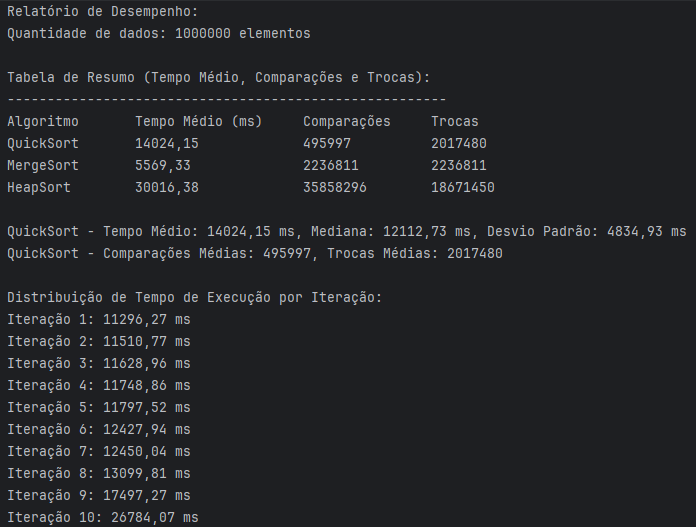 Relatório de Desempenho:
Quantidade de dados: 1000000 elementos
Tabela de Resumo (Tempo Médio, Comparações e Trocas):
-------------------------------------------------------
Algoritmo Tempo Médio (ms) Comparações Trocas
QuickSort 14024,15 495997 2017480
MergeSort 5569,33 2236811 2236811
HeapSort 30016,38 35858296 18671450
QuickSort - Tempo Médio: 14024,15 ms, Mediana: 12112,73 ms, Desvio Padrão: 4834,93 ms
QuickSort - Comparações Médias: 495997, Trocas Médias: 2017480
Distribuição de Tempo de Execução por Iteração:
Iteração 1: 11296,27 ms
Iteração 2: 11510,77 ms
Iteração 3: 11628,96 ms
Iteração 4: 11748,86 ms
Iteração 5: 11797,52 ms
Iteração 6: 12427,94 ms
Iteração 7: 12450,04 ms
Iteração 8: 13099,81 ms
Iteração 9: 17497,27 ms
Iteração 10: 26784,07 ms